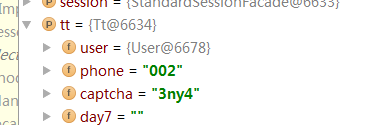 session = {StandardSessionFacade@6633}
tt = {Tt@6634}
user = {User@6678}
phone = "002"
captcha = "3ny4"
day7 = ""